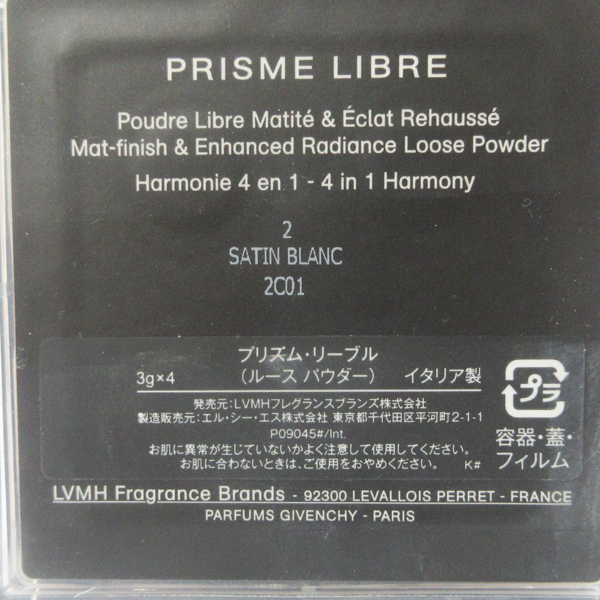 PRISME LIBRE
Poudre Libre Matité & Éclat Rehaussé
Mat-finish & Enhanced Radiance Loose Powder
Harmonie 4 en 1 - 4 in 1 Harmony
2
SATIN BLANC
2C01
プリズム・リーブル
3g×4 （ルース パウダー） イタリア製
発売元：LVMHフレグランスブランズ株式会社
製造販売元：エル・シー・エス株式会社 東京都千代田区平河町2-1-1
P09045#/Int.
お肌に異常が生じていないかよく注意して使用してください。
お肌に合わないときは、ご使用をおやめください。 K#
プラ
容器・蓋・
フィルム
LVMH Fragrance Brands - 92300 LEVALLOIS PERRET - FRANCE
PARFUMS GIVENCHY - PARIS